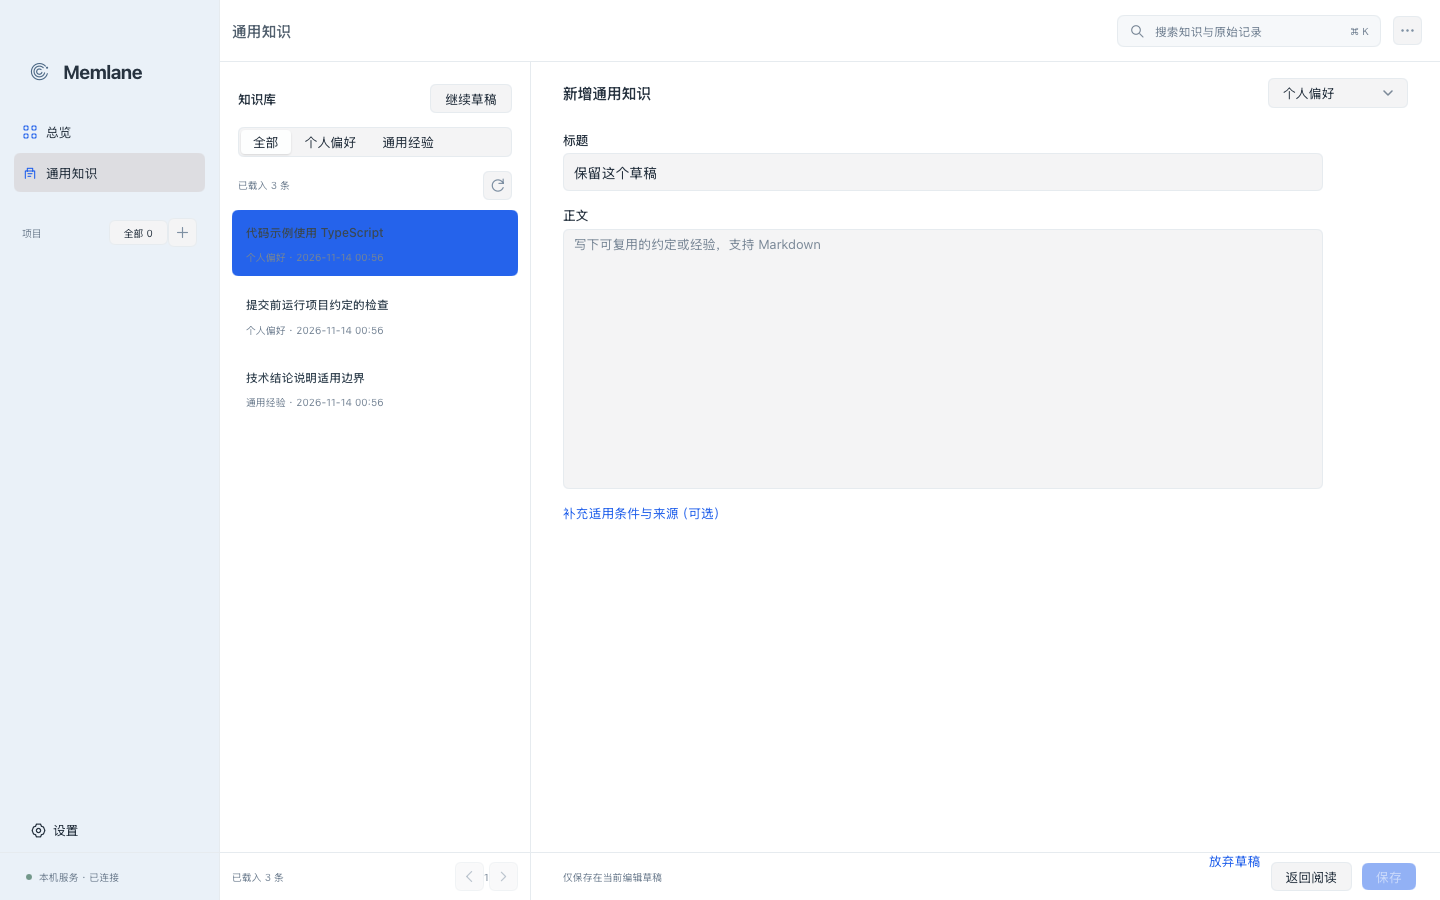 Memlane
总览
通用知识
项目
全部 0
设置
本机服务 · 已连接
通用知识
搜索知识与原始记录
⌘ K
知识库
继续草稿
全部
个人偏好
通用经验
已载入 3 条
代码示例使用 TypeScript
个人偏好 · 2026-11-14 00:56
提交前运行项目约定的检查
个人偏好 · 2026-11-14 00:56
技术结论说明适用边界
通用经验 · 2026-11-14 00:56
已载入 3 条
1
新增通用知识
个人偏好
标题
保留这个草稿
正文
写下可复用的约定或经验，支持 Markdown
补充适用条件与来源 (可选)
仅保存在当前编辑草稿
放弃草稿
返回阅读
保存